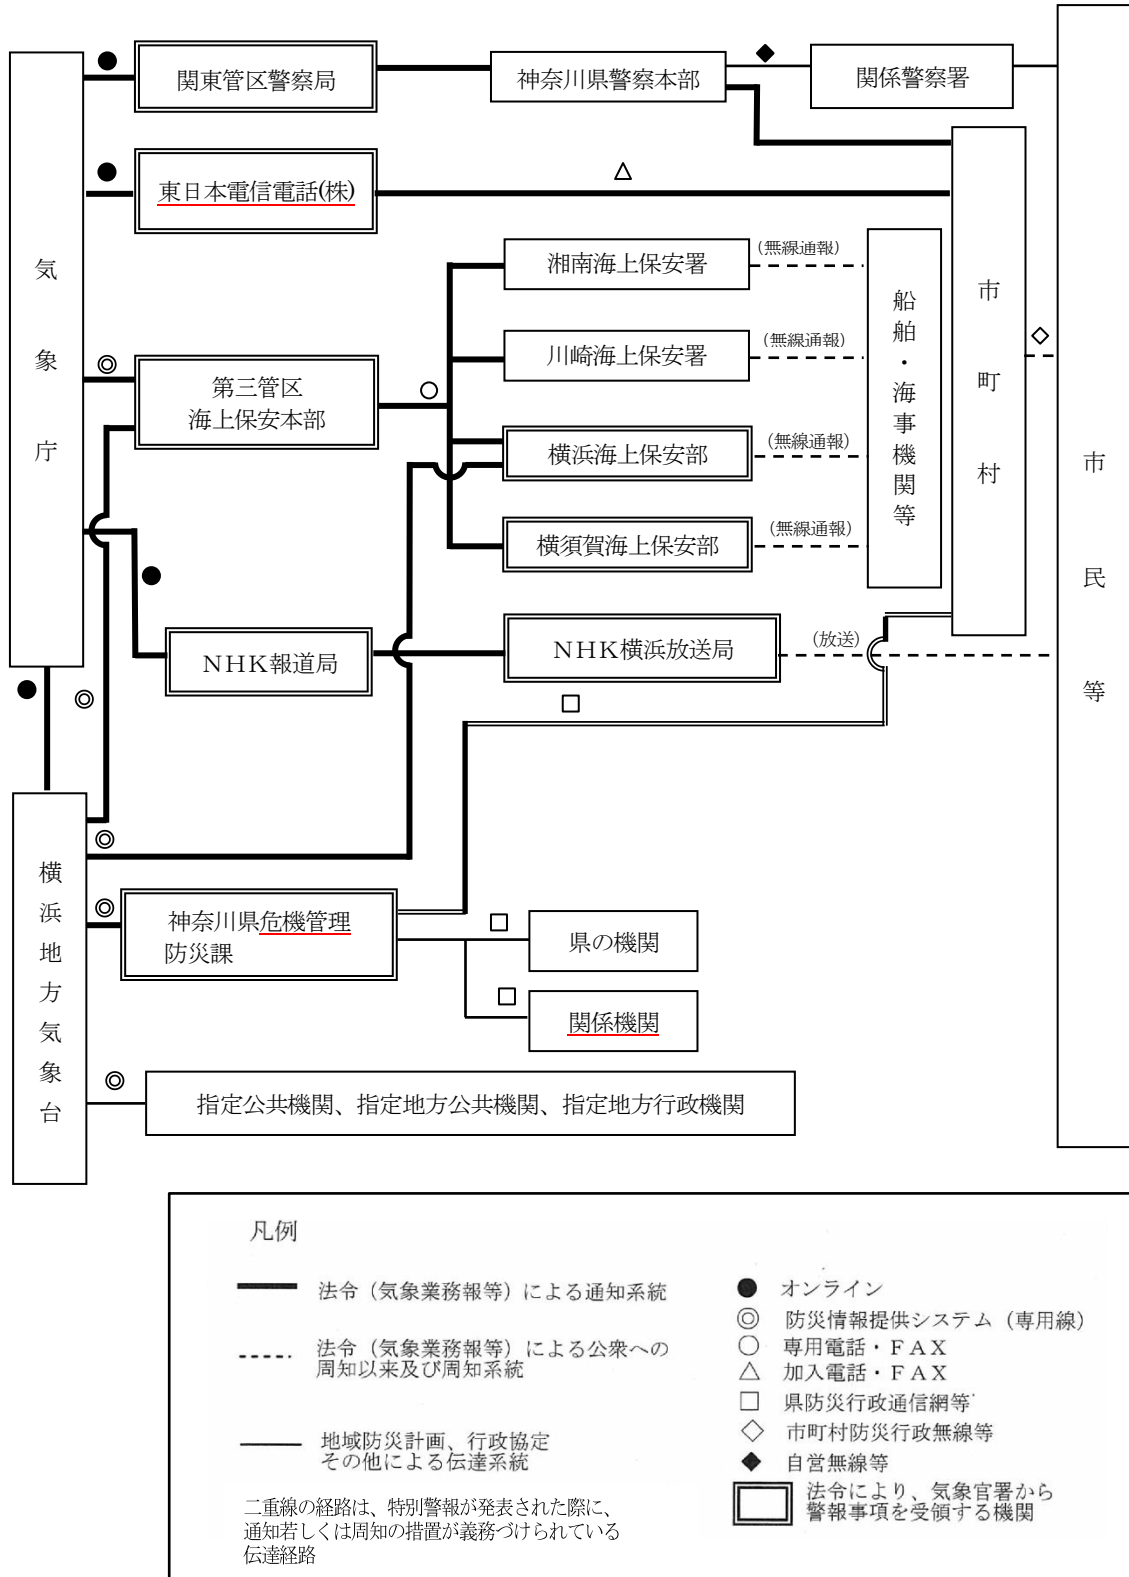 気象庁
関東管区警察局
神奈川県警察本部
関係警察署
東日本電信電話(株)
第三管区
海上保安本部
湘南海上保安署
(無線通報)
川崎海上保安署
(無線通報)
横浜海上保安部
(無線通報)
横須賀海上保安部
(無線通報)
船舶・海事機関等
市町村
市民等
NHK報道局
NHK横浜放送局
(放送)
横浜地方気象台
神奈川県危機管理
防災課
県の機関
関係機関
指定公共機関、指定地方公共機関、指定地方行政機関
凡例
法令(気象業務報等)による通知系統
法令(気象業務報等)による公衆への
周知以来及び周知系統
地域防災計画、行政協定
その他による伝達系統
二重線の経路は、特別警報が発表された際に、
通知若しくは周知の措置が義務づけられている
伝達経路
● オンライン
◎ 防災情報提供システム(専用線)
○ 専用電話・FAX
△ 加入電話・FAX
□ 県防災行政通信網等
◇ 市町村防災行政無線等
◆ 自営無線等
法令により、気象官署から
警報事項を受領する機関